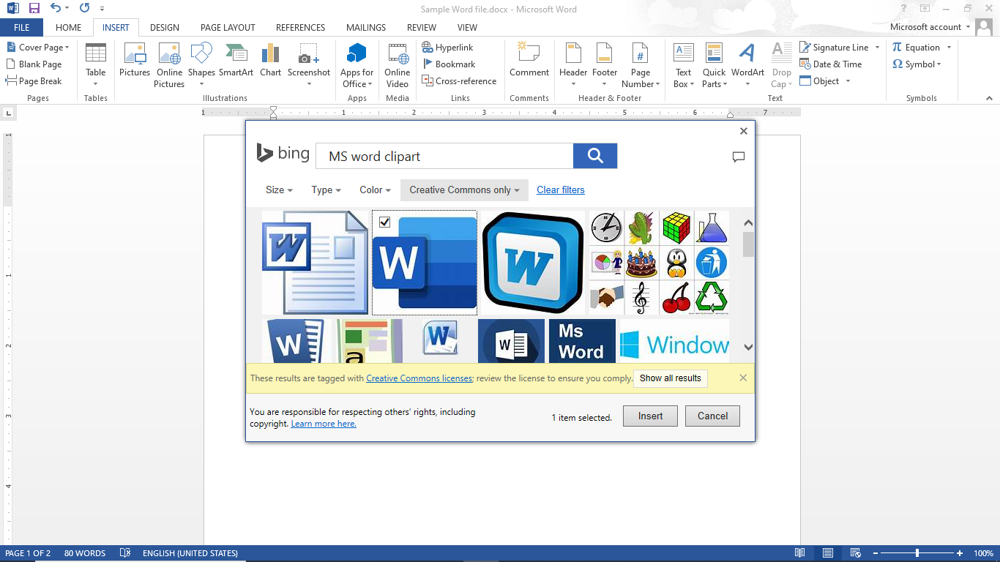 Sample Word file.docx - Microsoft Word
FILE HOME INSERT DESIGN PAGE LAYOUT REFERENCES MAILINGS REVIEW VIEW Microsoft account
Cover Page
Blank Page
Page Break
Pages
Table
Tables
Pictures
Online Pictures
Shapes
SmartArt
Chart
Screenshot
Illustrations
Apps for Office
Apps
Online Video
Media
Hyperlink
Bookmark
Cross-reference
Links
Comment
Comments
Header
Footer
Page Number
Header & Footer
Text Box
Quick Parts
WordArt
Drop Cap
Signature Line
Date & Time
Object
Text
Equation
Symbol
Symbols
1 1 2 3 4 5 6 7
bing MS word clipart
Size Type Color Creative Commons only Clear filters
W W W
W a W W Ms Word Window
These results are tagged with Creative Commons licenses; review the license to ensure you comply. Show all results
You are responsible for respecting others' rights, including
copyright. Learn more here.
1 item selected. Insert Cancel
1
1
2
3
4
PAGE 1 OF 2 80 WORDS ENGLISH (UNITED STATES) 100%